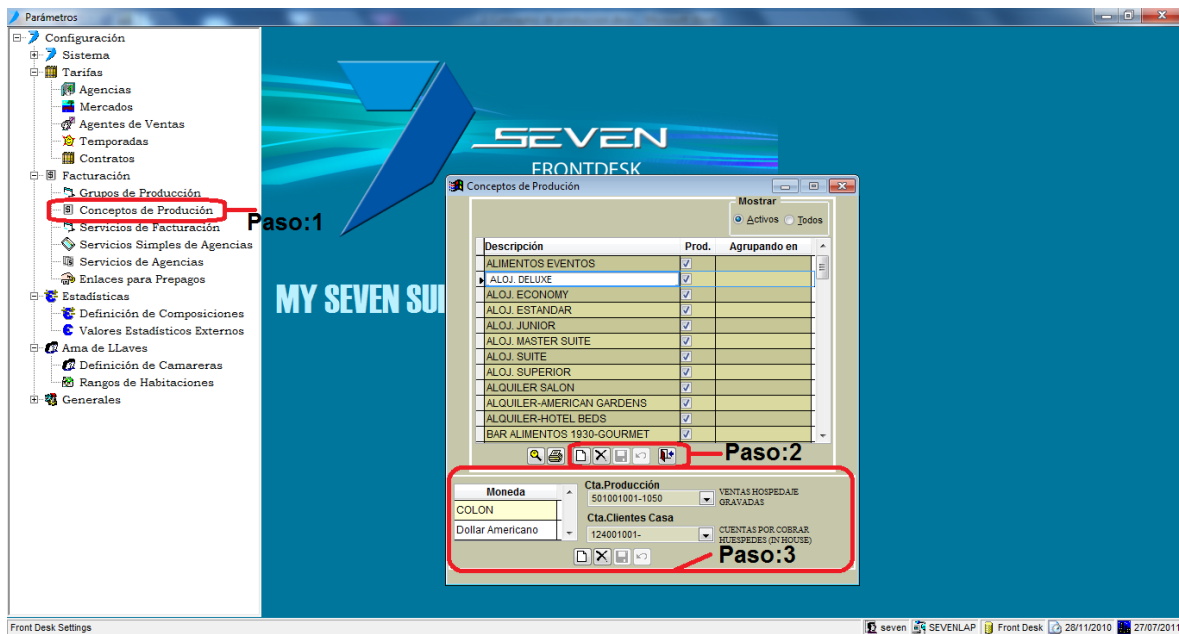 Parámetros
Configuración
Sistema
Tarifas
Agencias
Mercados
Agentes de Ventas
Temporadas
Contratos
Facturación
Grupos de Producción
Conceptos de Produción
Servicios de Facturación
Servicios Simples de Agencias
Servicios de Agencias
Enlaces para Prepagos
Estadísticas
Definición de Composiciones
Valores Estadísticos Externos
Ama de LLaves
Definición de Camareras
Rangos de Habitaciones
Generales
Paso:1
SEVEN
FRONTDESK
MY SEVEN SUI
Conceptos de Produción
Mostrar
Activos Todos
Descripción Prod. Agrupando en
ALIMENTOS EVENTOS
ALOJ. DELUXE
ALOJ. ECONOMY
ALOJ. ESTANDAR
ALOJ. JUNIOR
ALOJ. MASTER SUITE
ALOJ. SUITE
ALOJ. SUPERIOR
ALQUILER SALON
ALQUILER-AMERICAN GARDENS
ALQUILER-HOTEL BEDS
BAR ALIMENTOS 1930-GOURMET
Paso:2
Moneda
COLON
Dollar Americano
Cta.Producción
501001001-1050
VENTAS HOSPEDAJE
GRAVADAS
Cta.Clientes Casa
124001001-
CUENTAS POR COBRAR
HUESPEDES (IN HOUSE)
Paso:3
Front Desk Settings
seven SEVENLAP Front Desk 28/11/2010 27/07/2011